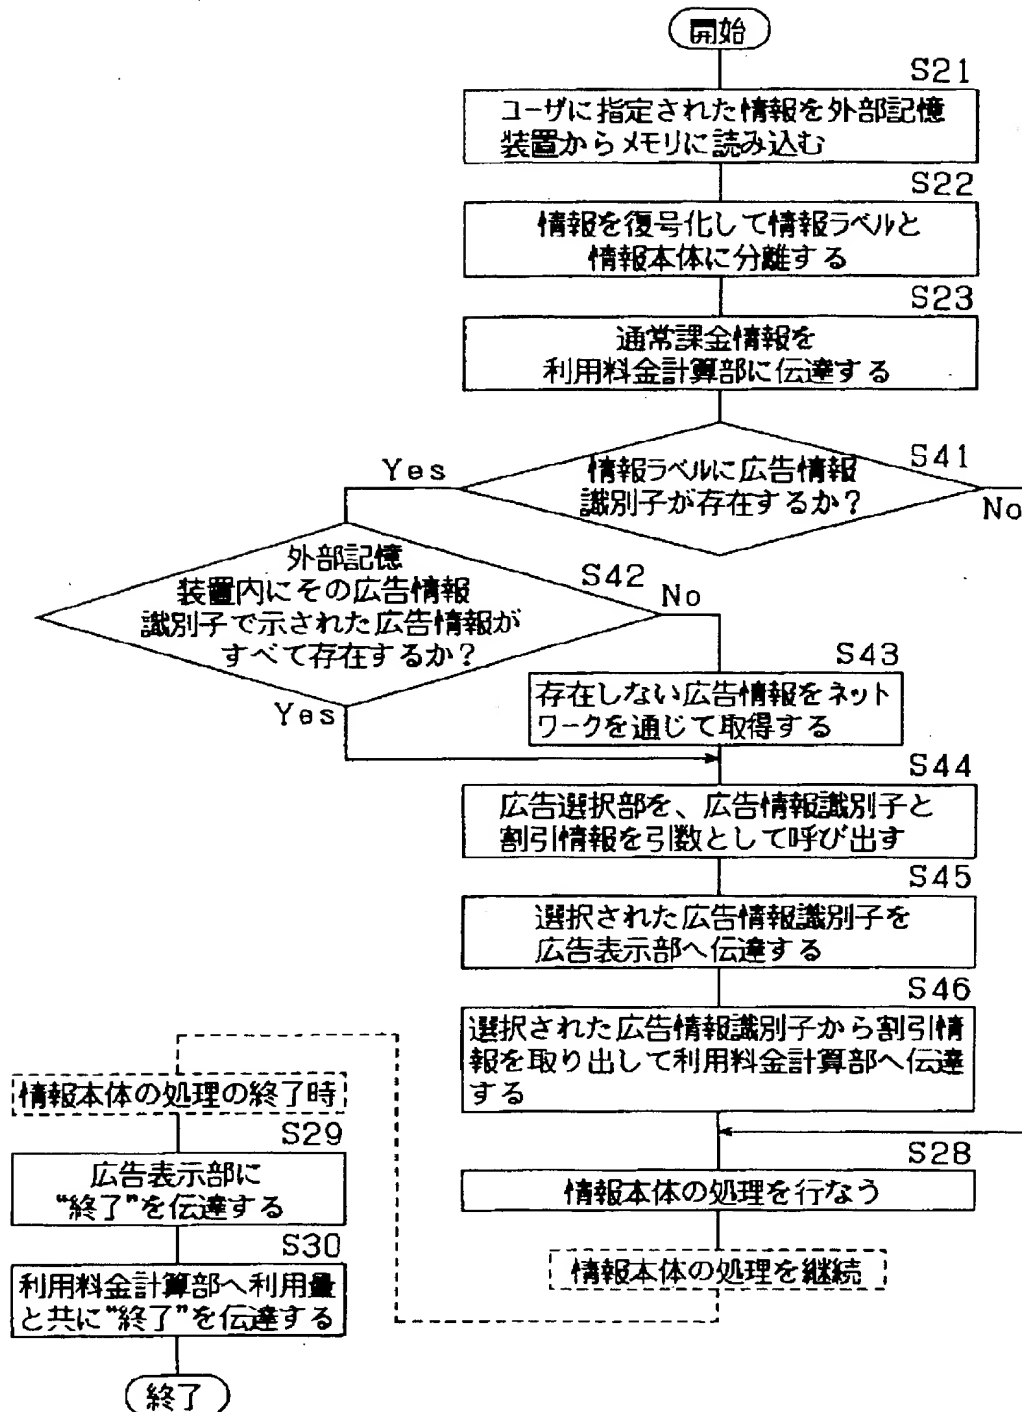 開始
S21
ユーザに指定された情報を外部記憶
装置からメモリに読み込む
S22
情報を復号化して情報ラベルと
情報本体に分離する
S23
通常課金情報を
利用料金計算部に伝達する
S41
情報ラベルに広告情報
識別子が存在するか？
Yes
No
S42
外部記憶
装置内にその広告情報
識別子で示された広告情報が
すべて存在するか？
No
Yes
S43
存在しない広告情報をネット
ワークを通じて取得する
S44
広告選択部を、広告情報識別子と
割引情報を引数として呼び出す
S45
選択された広告情報識別子を
広告表示部へ伝達する
S46
選択された広告情報識別子から割引情
報を取り出して利用料金計算部へ伝達
する
S28
情報本体の処理を行なう
情報本体の処理を継続
情報本体の処理の終了時
S29
広告表示部に
“終了”を伝達する
S30
利用料金計算部へ利用量
と共に”終了”を伝達する
終了